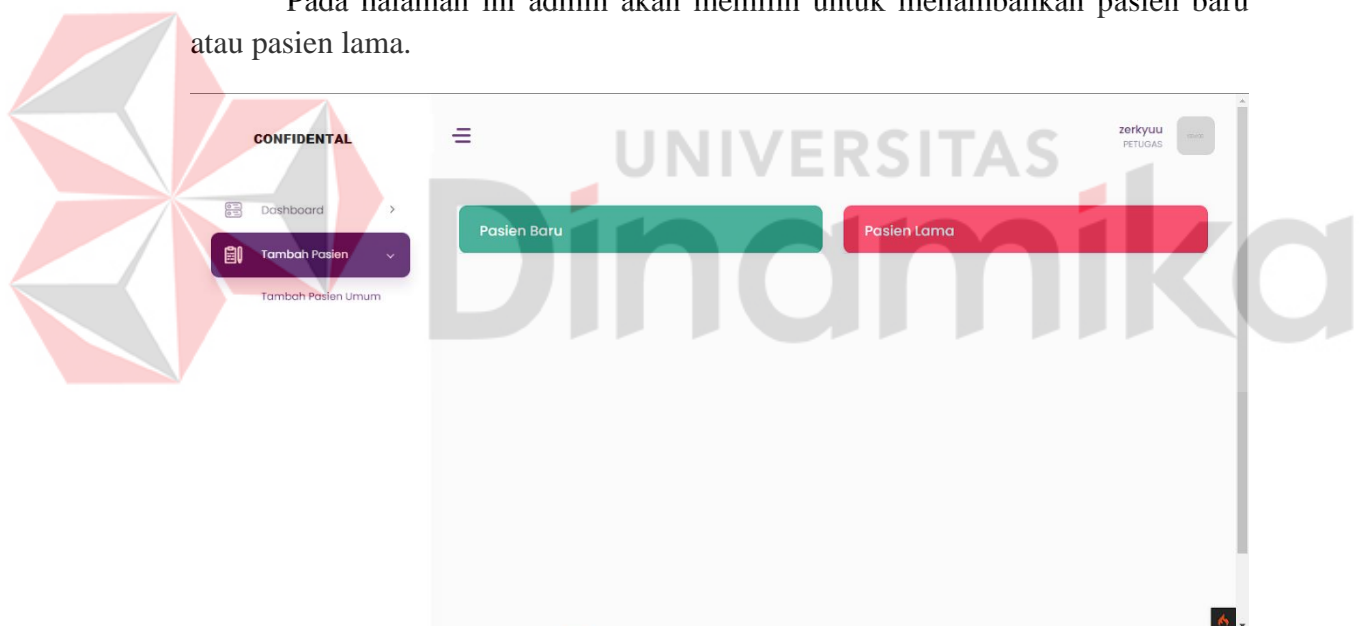 Pada halaman ini admin akan memilih untuk menambahkan pasien baru
atau pasien lama.
CONFIDENTAL
zerkyuu
PETUGAS
UNIVERSITAS
Dinamika
Dashboard
Pasien Baru
Pasien Lama
Tambah Pasien
Tambah Pasien Umum